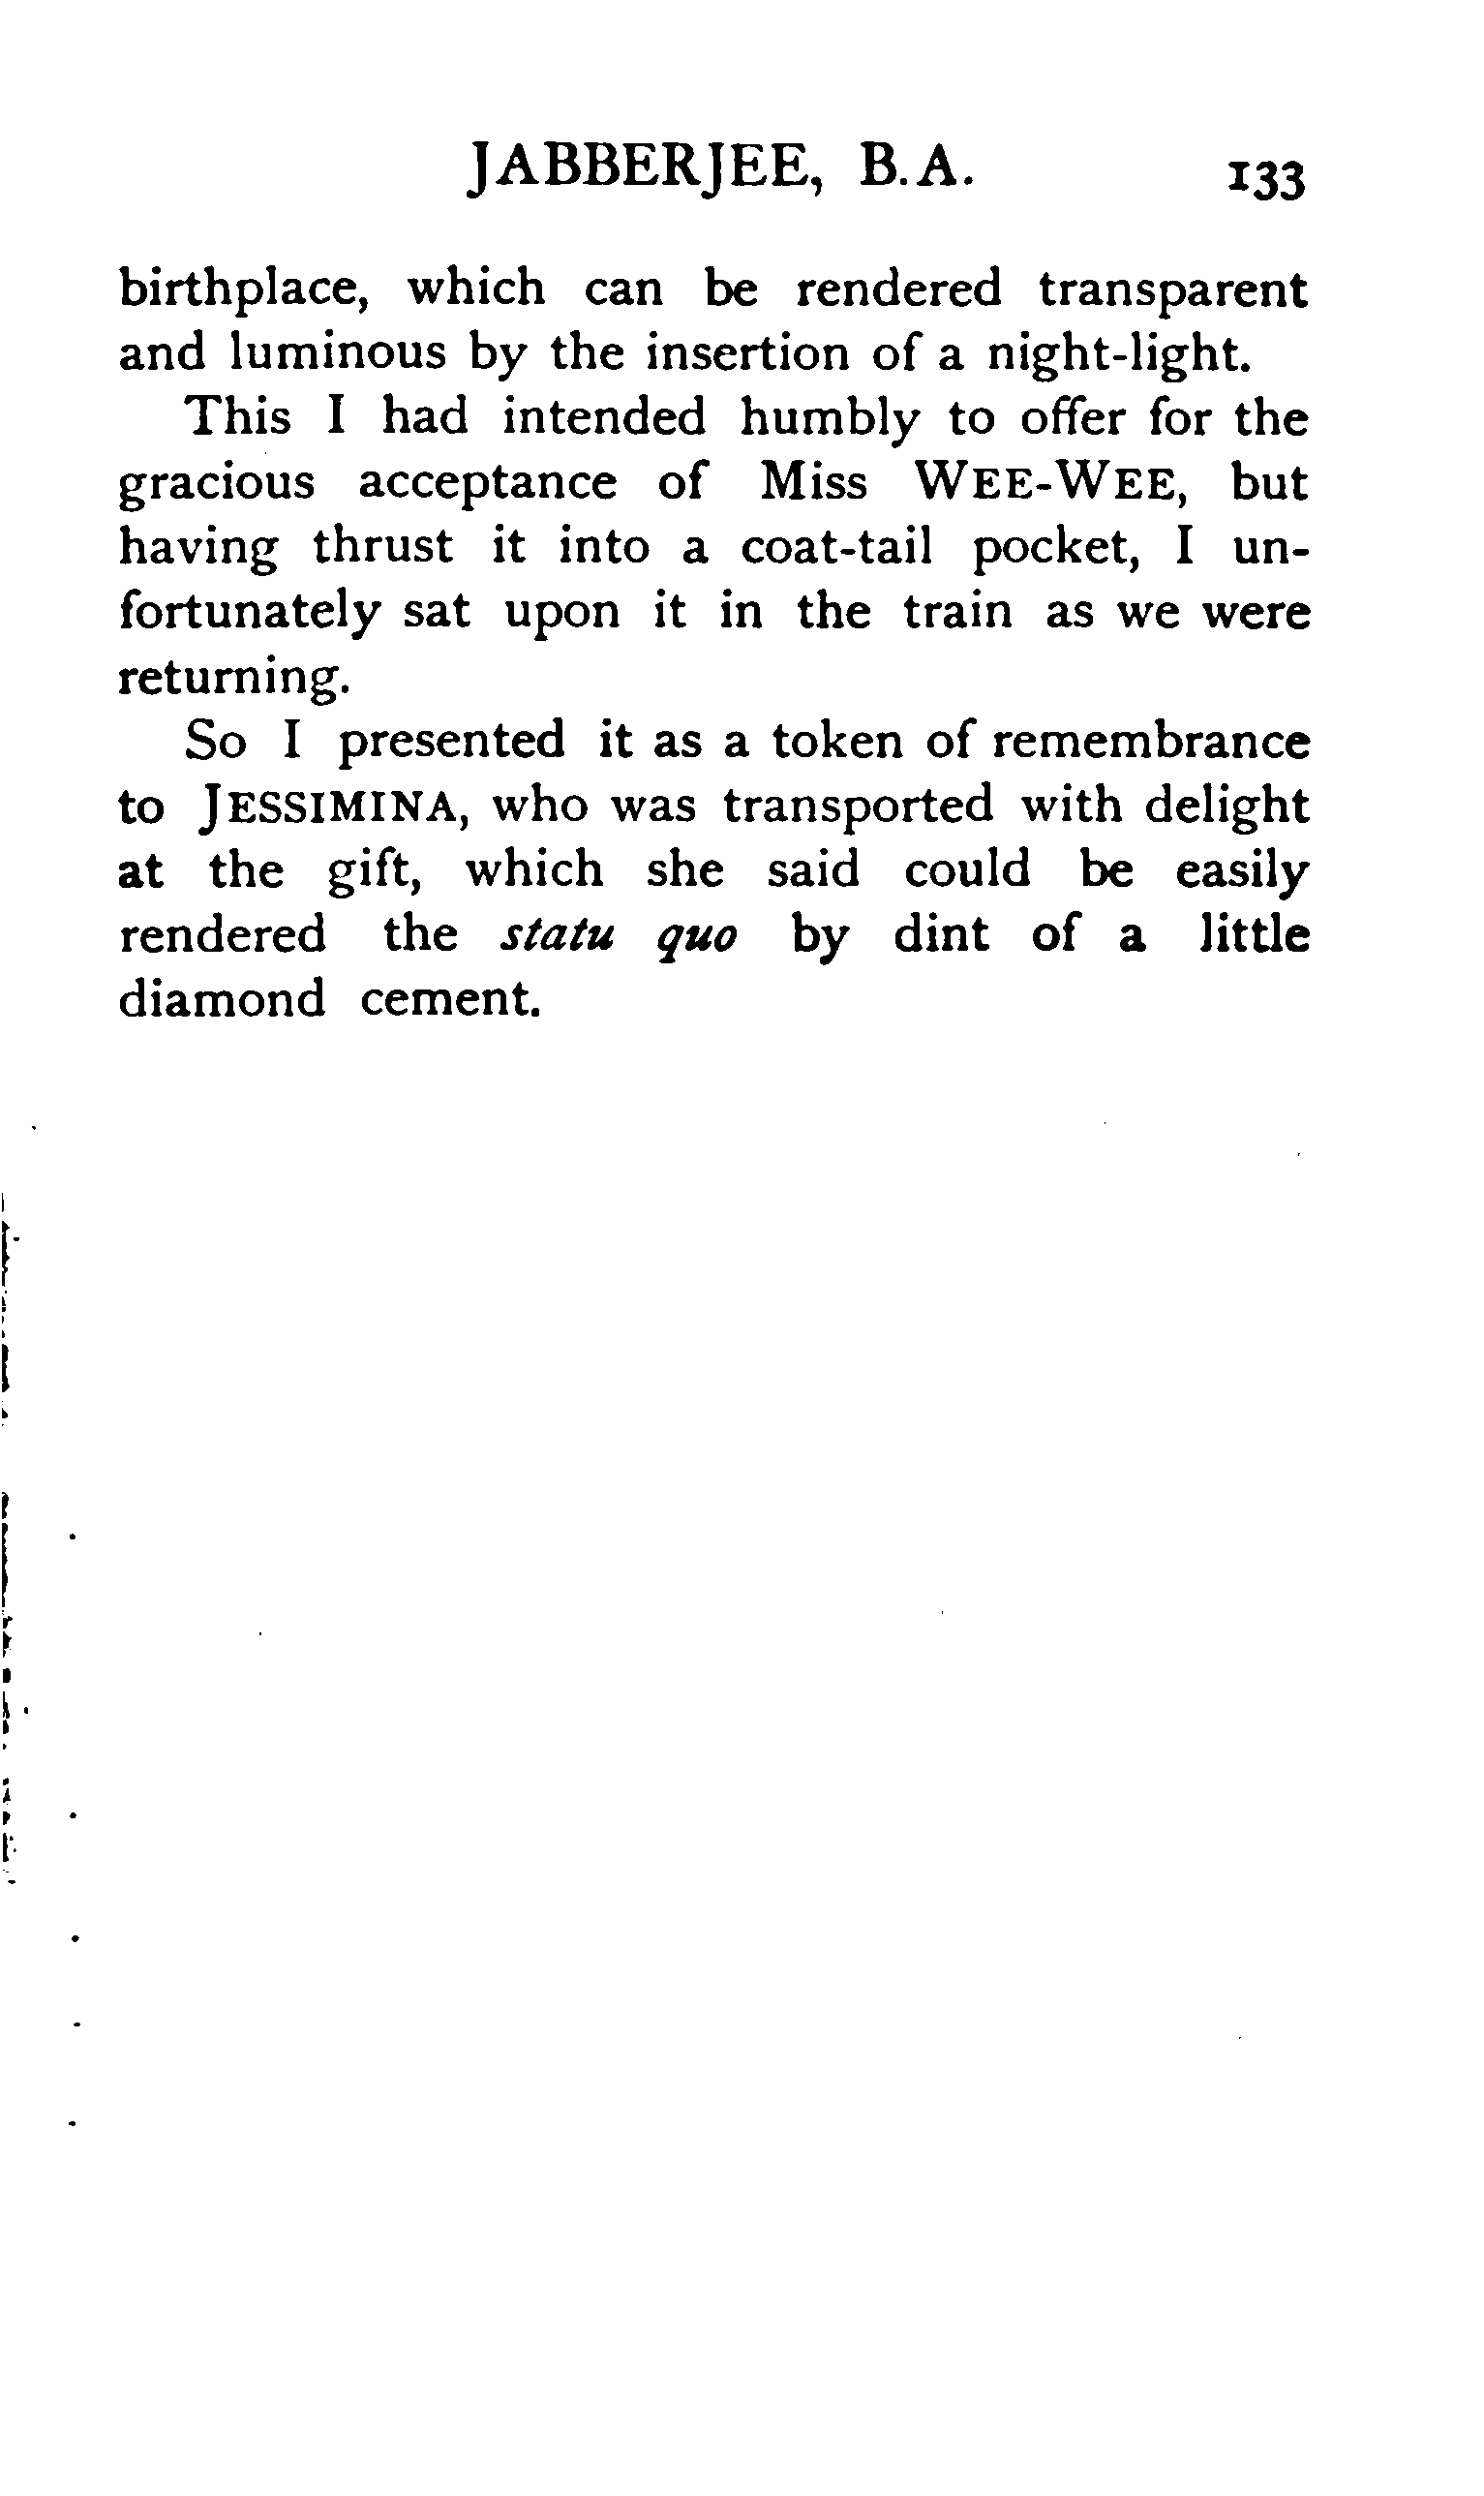 JABBERJEE, B.A. 133
birthplace, which can be rendered transparent
and luminous by the insertion of a night-light.
This I had intended humbly to offer for the
gracious acceptance of Miss WEE-WEE, but
having thrust it into a coat-tail pocket, I un-
fortunately sat upon it in the train as we were
returning.
So I presented it as a token of remembrance
to JESSIMINA, who was transported with delight
at the gift, which she said could be easily
rendered the statu quo by dint of a little
diamond cement.